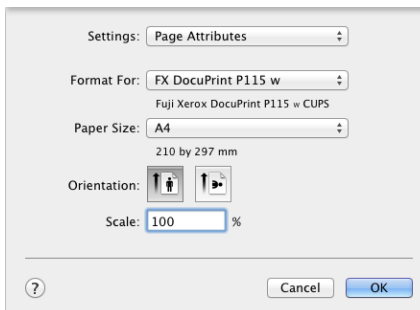 Settings: Page Attributes
Format For: FX DocuPrint P115 w
Fuji Xerox DocuPrint P115 w CUPS
Paper Size: A4
210 by 297 mm
Orientation:
Scale: 100 %
? Cancel OK